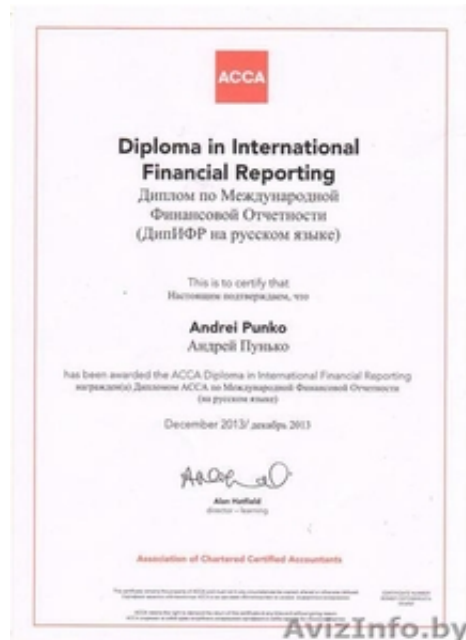 ACCA
Diploma in International
Financial Reporting
Диплом по Международной
Финансовой Отчетности
(ДипИФР на русском языке)
This is to certify that
Настоящим подтверждаем, что
Andrei Punko
Андрей Пунько
has been awarded the ACCA Diploma in International Financial Reporting
награжден(а) Дипломом АССА по Международной Финансовой Отчетности
(на русском языке)
December 2013/ декабрь 2013
Alan Hatfield
director – learning
Association of Chartered Certified Accountants
AvizInfo.by